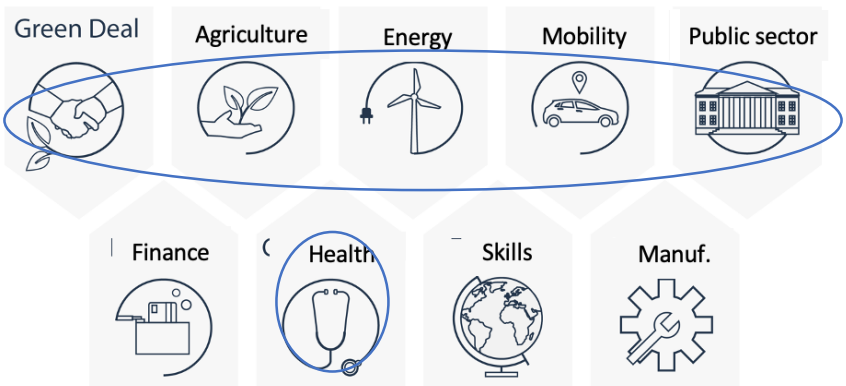 Green Deal
Agriculture
Energy
Mobility
Public sector
Finance
Health
Skills
Manuf.